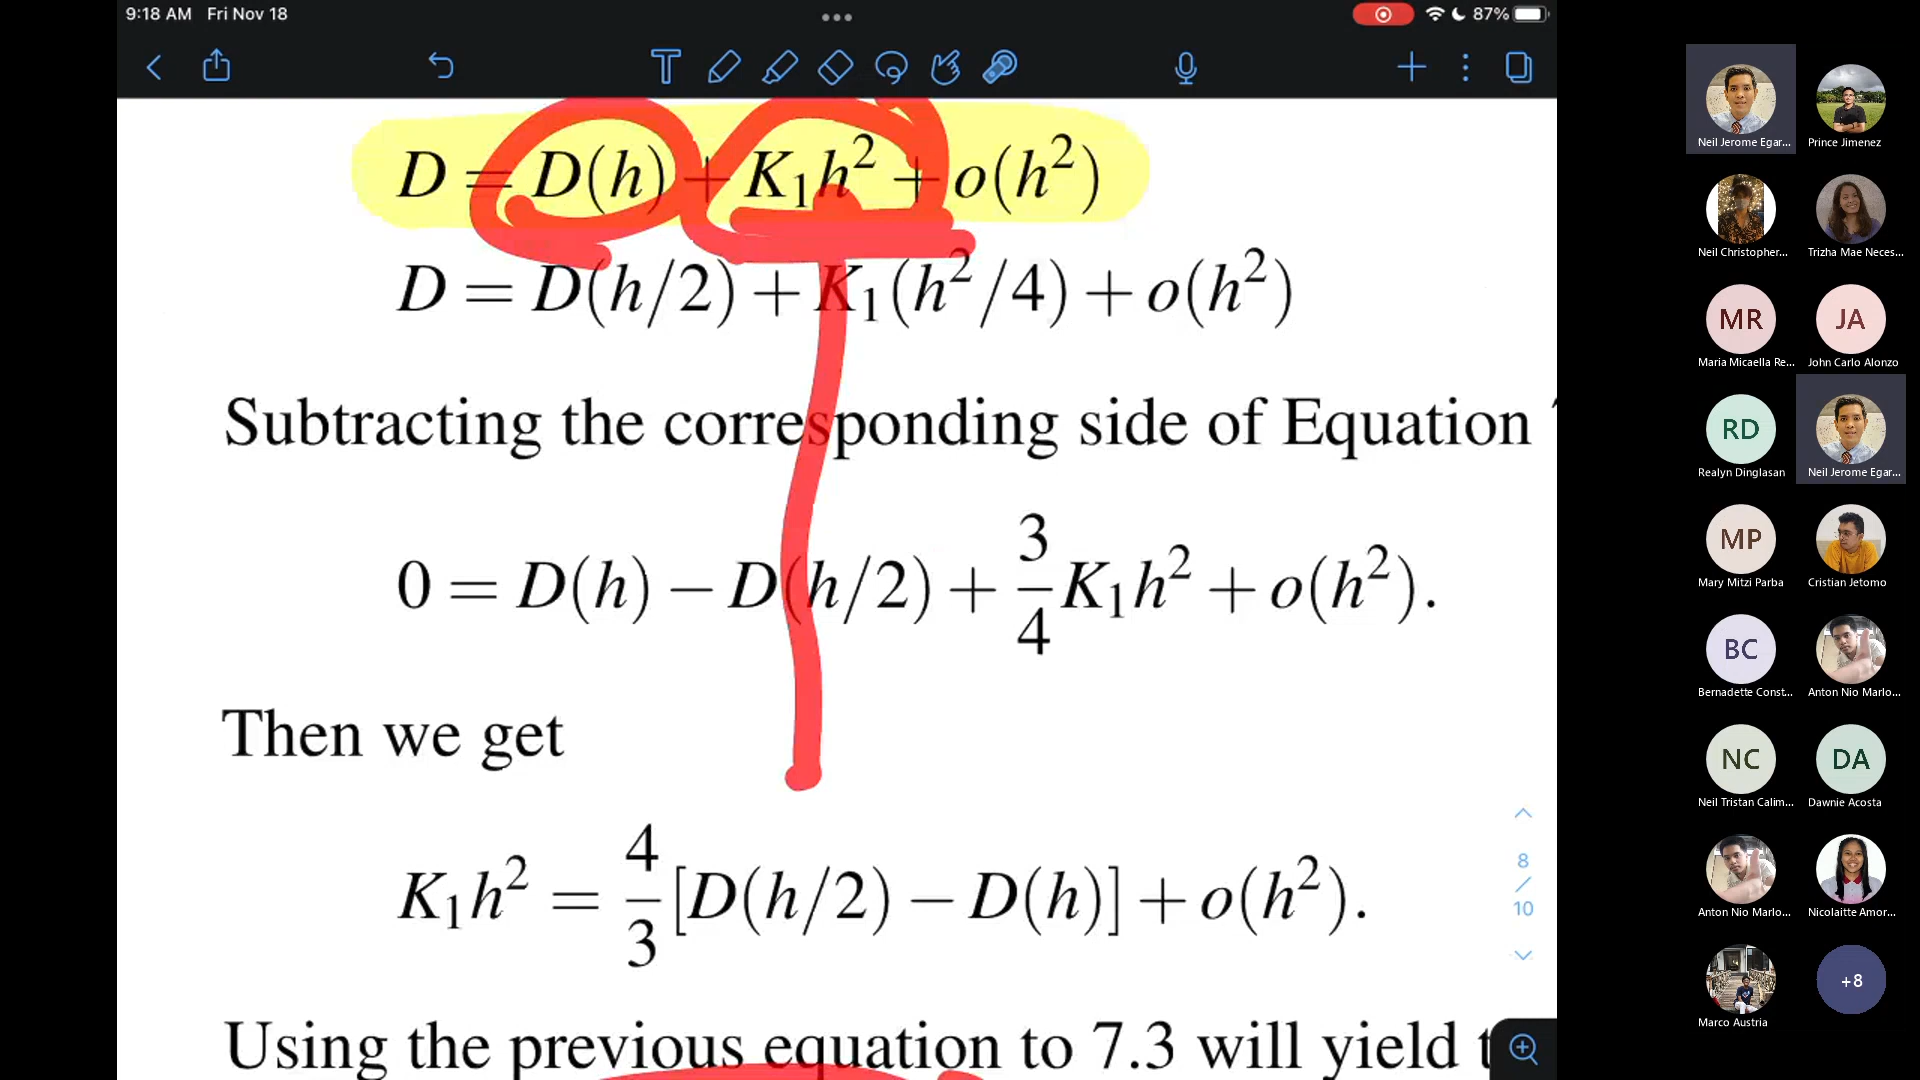 9:18 AM Fri Nov 18
87%
D = D(h) + K₁h² + o(h²)
D = D(h/2) + K₁(h²/4) + o(h²)
Subtracting the corresponding side of Equation
0 = D(h) − D(h/2) + 3/4 K₁h² + o(h²).
Then we get
K₁h² = 4/3 [D(h/2) − D(h)] + o(h²).
Using the previous equation to 7.3 will yield
8
/
10
Neil Jerome Egar...
Prince Jimenez
Neil Christopher...
Trizha Mae Neces...
MR
JA
Maria Micaella Re...
John Carlo Alonzo
RD
Realyn Dinglasan
Neil Jerome Egar...
MP
Mary Mitzi Parba
Cristian Jetomo
BC
Bernadette Const...
Anton Nio Marlo...
NC
DA
Neil Tristan Calim...
Dawnie Acosta
Anton Nio Marlo...
Nicolaitte Amor...
+8
Marco Austria